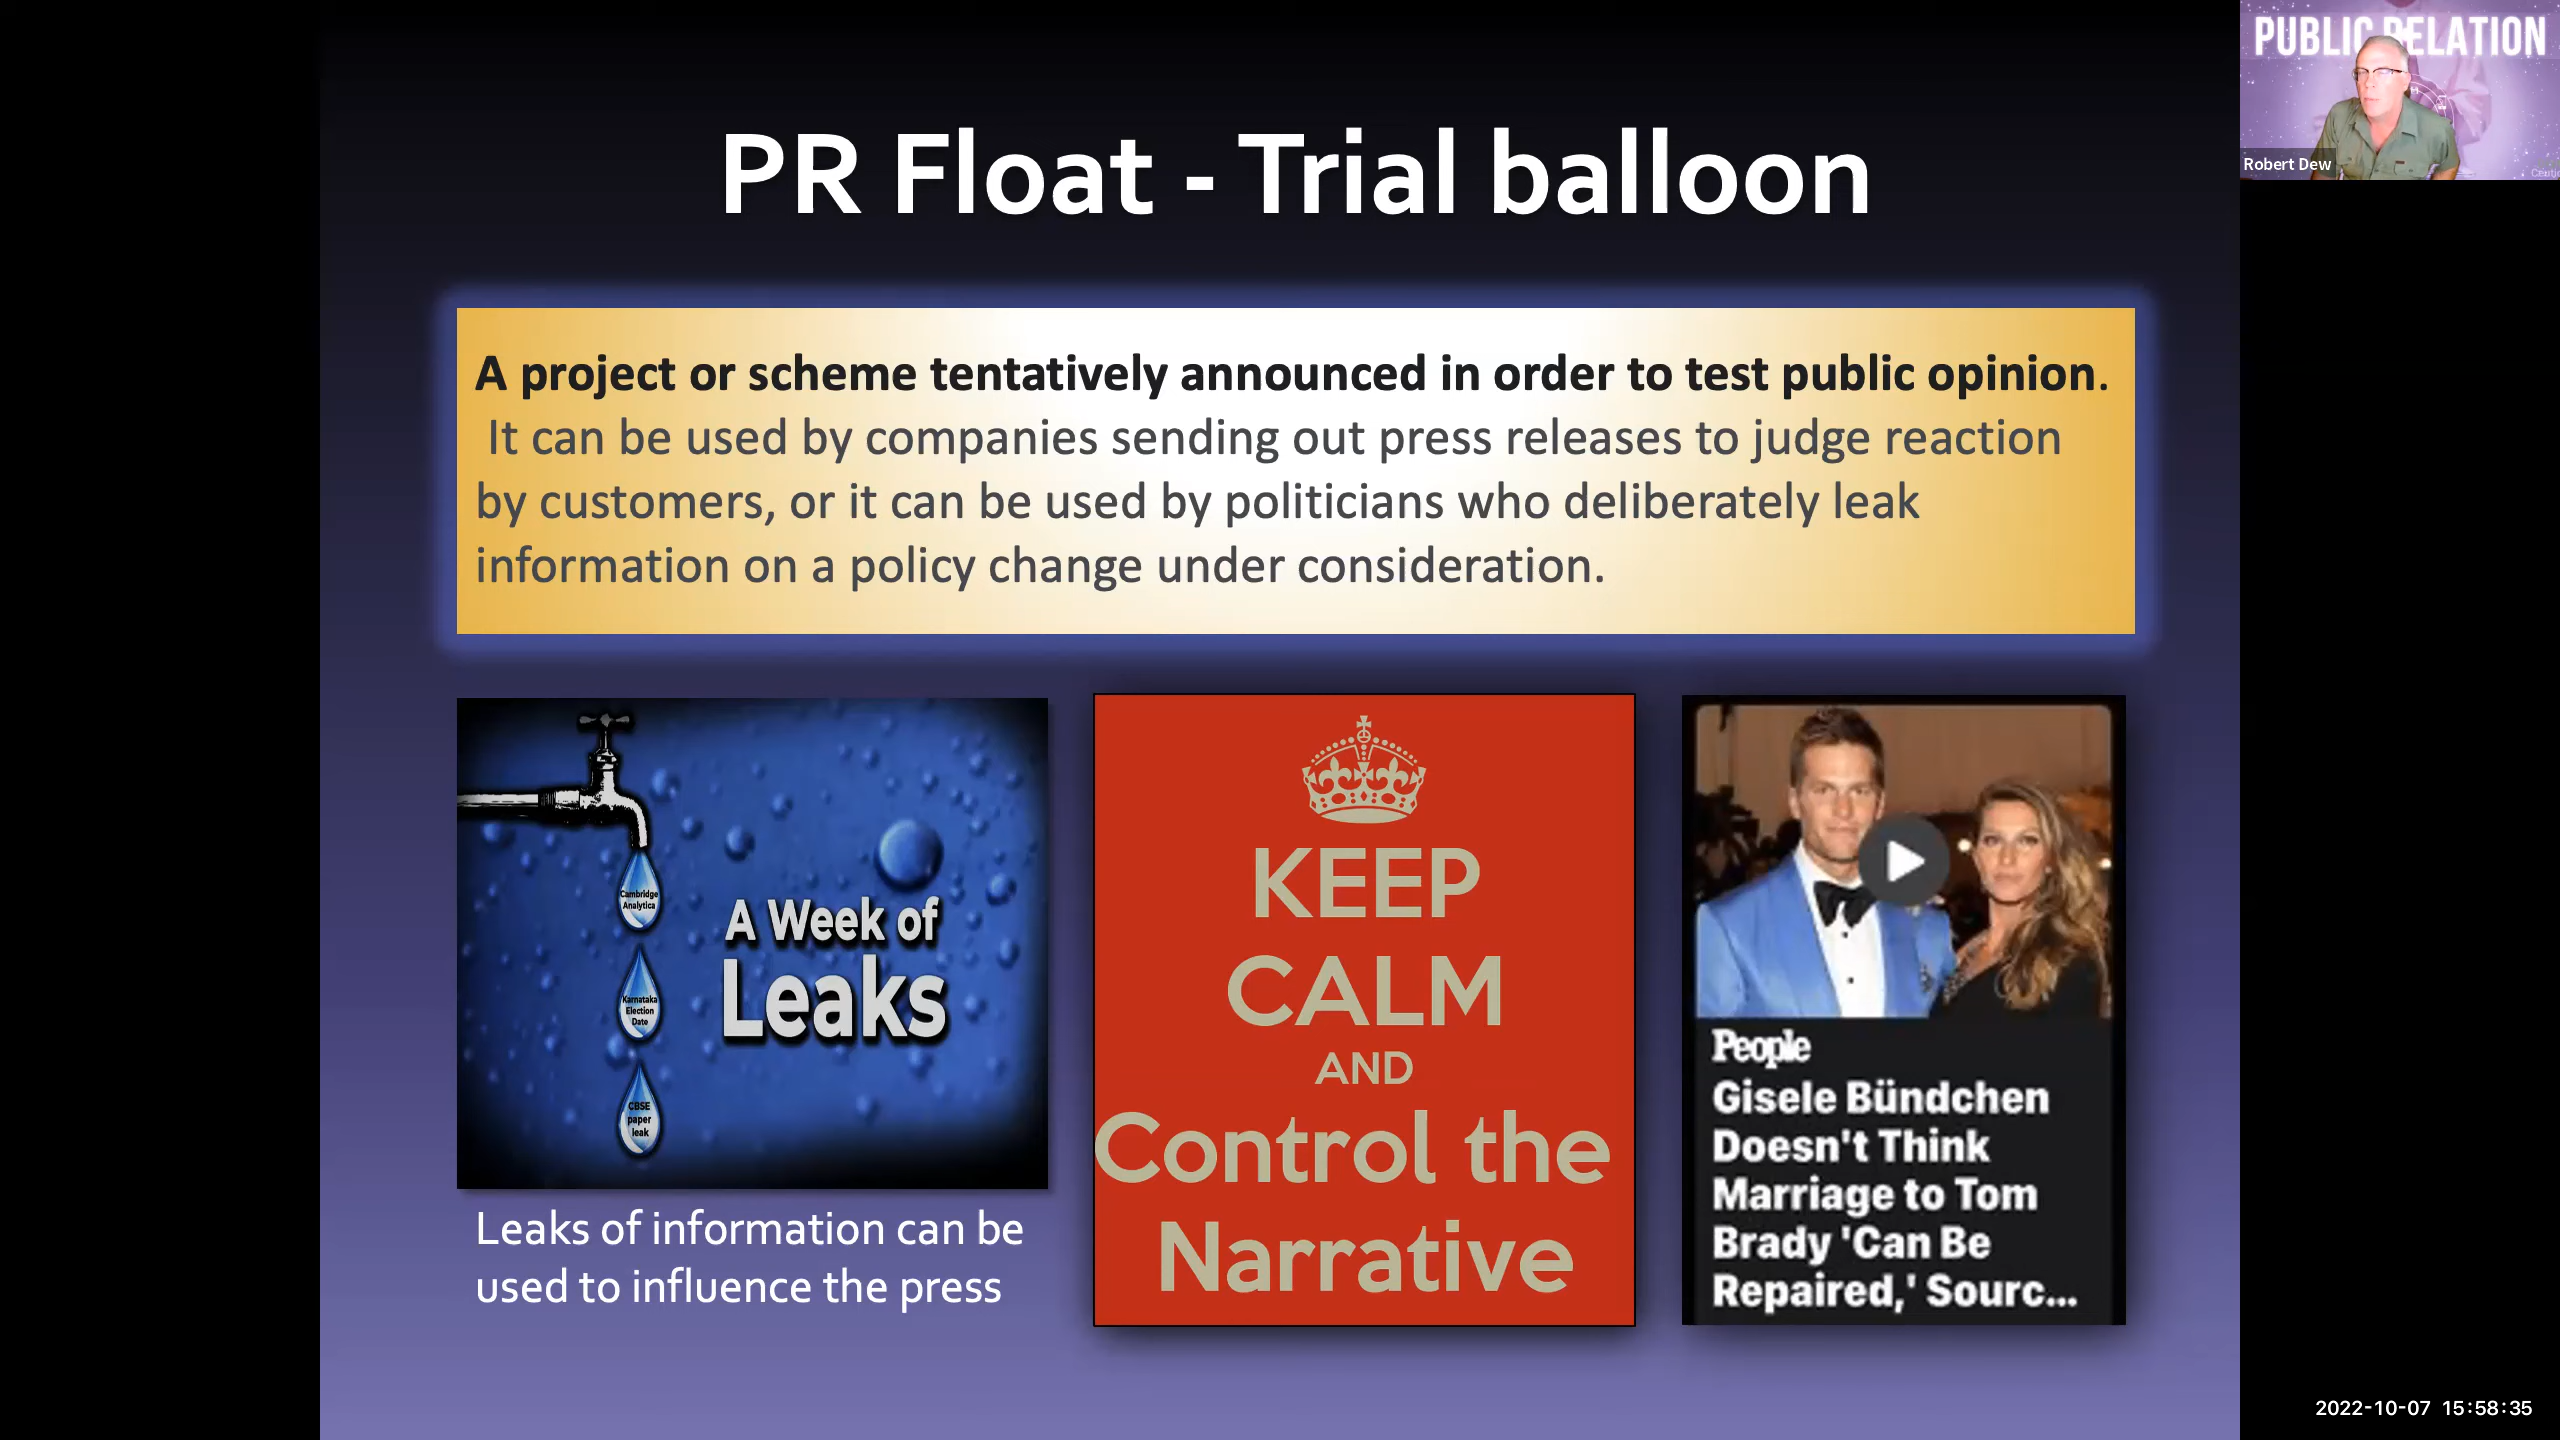 PUBLIC RELATION
Robert Dew
PR Float - Trial balloon
A project or scheme tentatively announced in order to test public opinion.
It can be used by companies sending out press releases to judge reaction
by customers, or it can be used by politicians who deliberately leak
information on a policy change under consideration.
Cambridge
Analytica
Karnataka
Election
Date
CBSE
paper
leak
A Week of
Leaks
Leaks of information can be
used to influence the press
KEEP
CALM
AND
Control the
Narrative
People
Gisele Bündchen
Doesn't Think
Marriage to Tom
Brady 'Can Be
Repaired,' Sourc...
2022-10-07 15:58:35